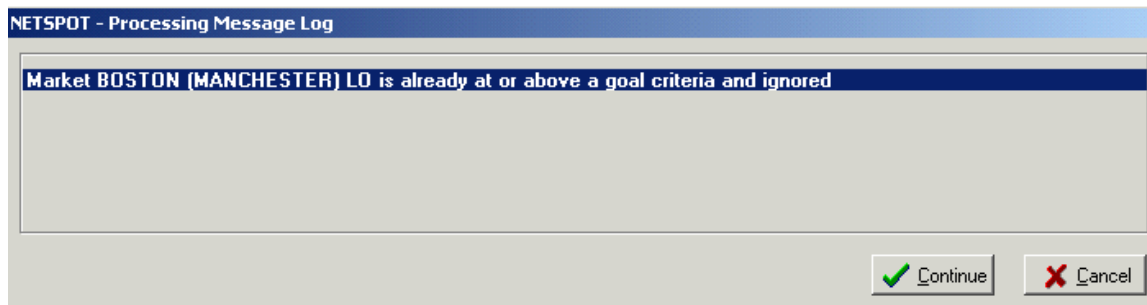 NETSPOT - Processing Message Log
Market BOSTON (MANCHESTER) LO is already at or above a goal criteria and ignored
Continue Cancel